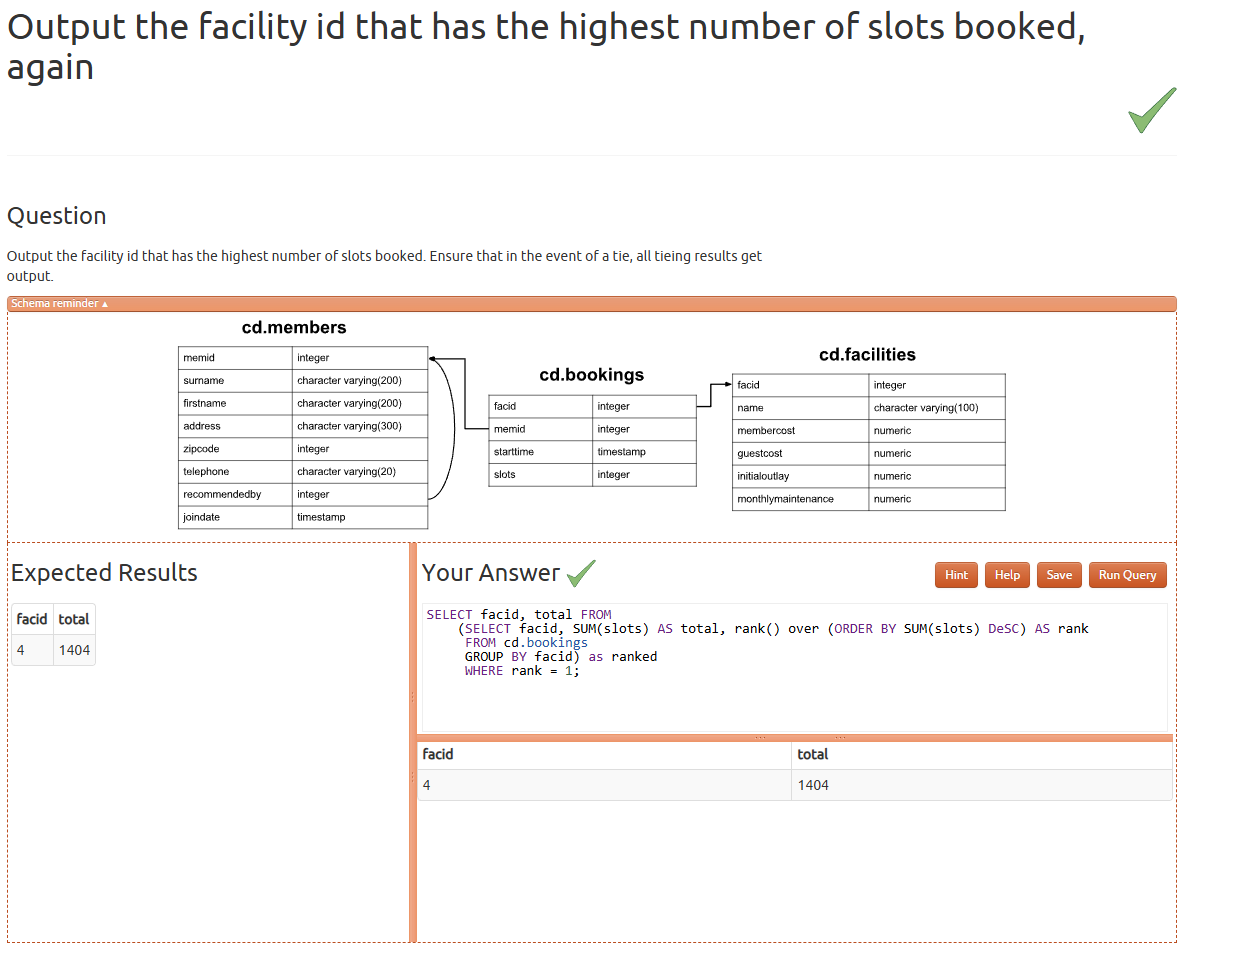 Output the facility id that has the highest number of slots booked,
again
Question
Output the facility id that has the highest number of slots booked. Ensure that in the event of a tie, all tieing results get
output.
Schema reminder ▴
cd.members
memid integer
surname character varying(200)
firstname character varying(200)
address character varying(300)
zipcode integer
telephone character varying(20)
recommendedby integer
joindate timestamp
cd.bookings
facid integer
memid integer
starttime timestamp
slots integer
cd.facilities
facid integer
name character varying(100)
membercost numeric
guestcost numeric
initialoutlay numeric
monthlymaintenance numeric
Expected Results
facid total
4 1404
Your Answer
Hint Help Save Run Query
SELECT facid, total FROM
(SELECT facid, SUM(slots) AS total, rank() over (ORDER BY SUM(slots) DeSC) AS rank
FROM cd.bookings
GROUP BY facid) as ranked
WHERE rank = 1;
facid total
4 1404